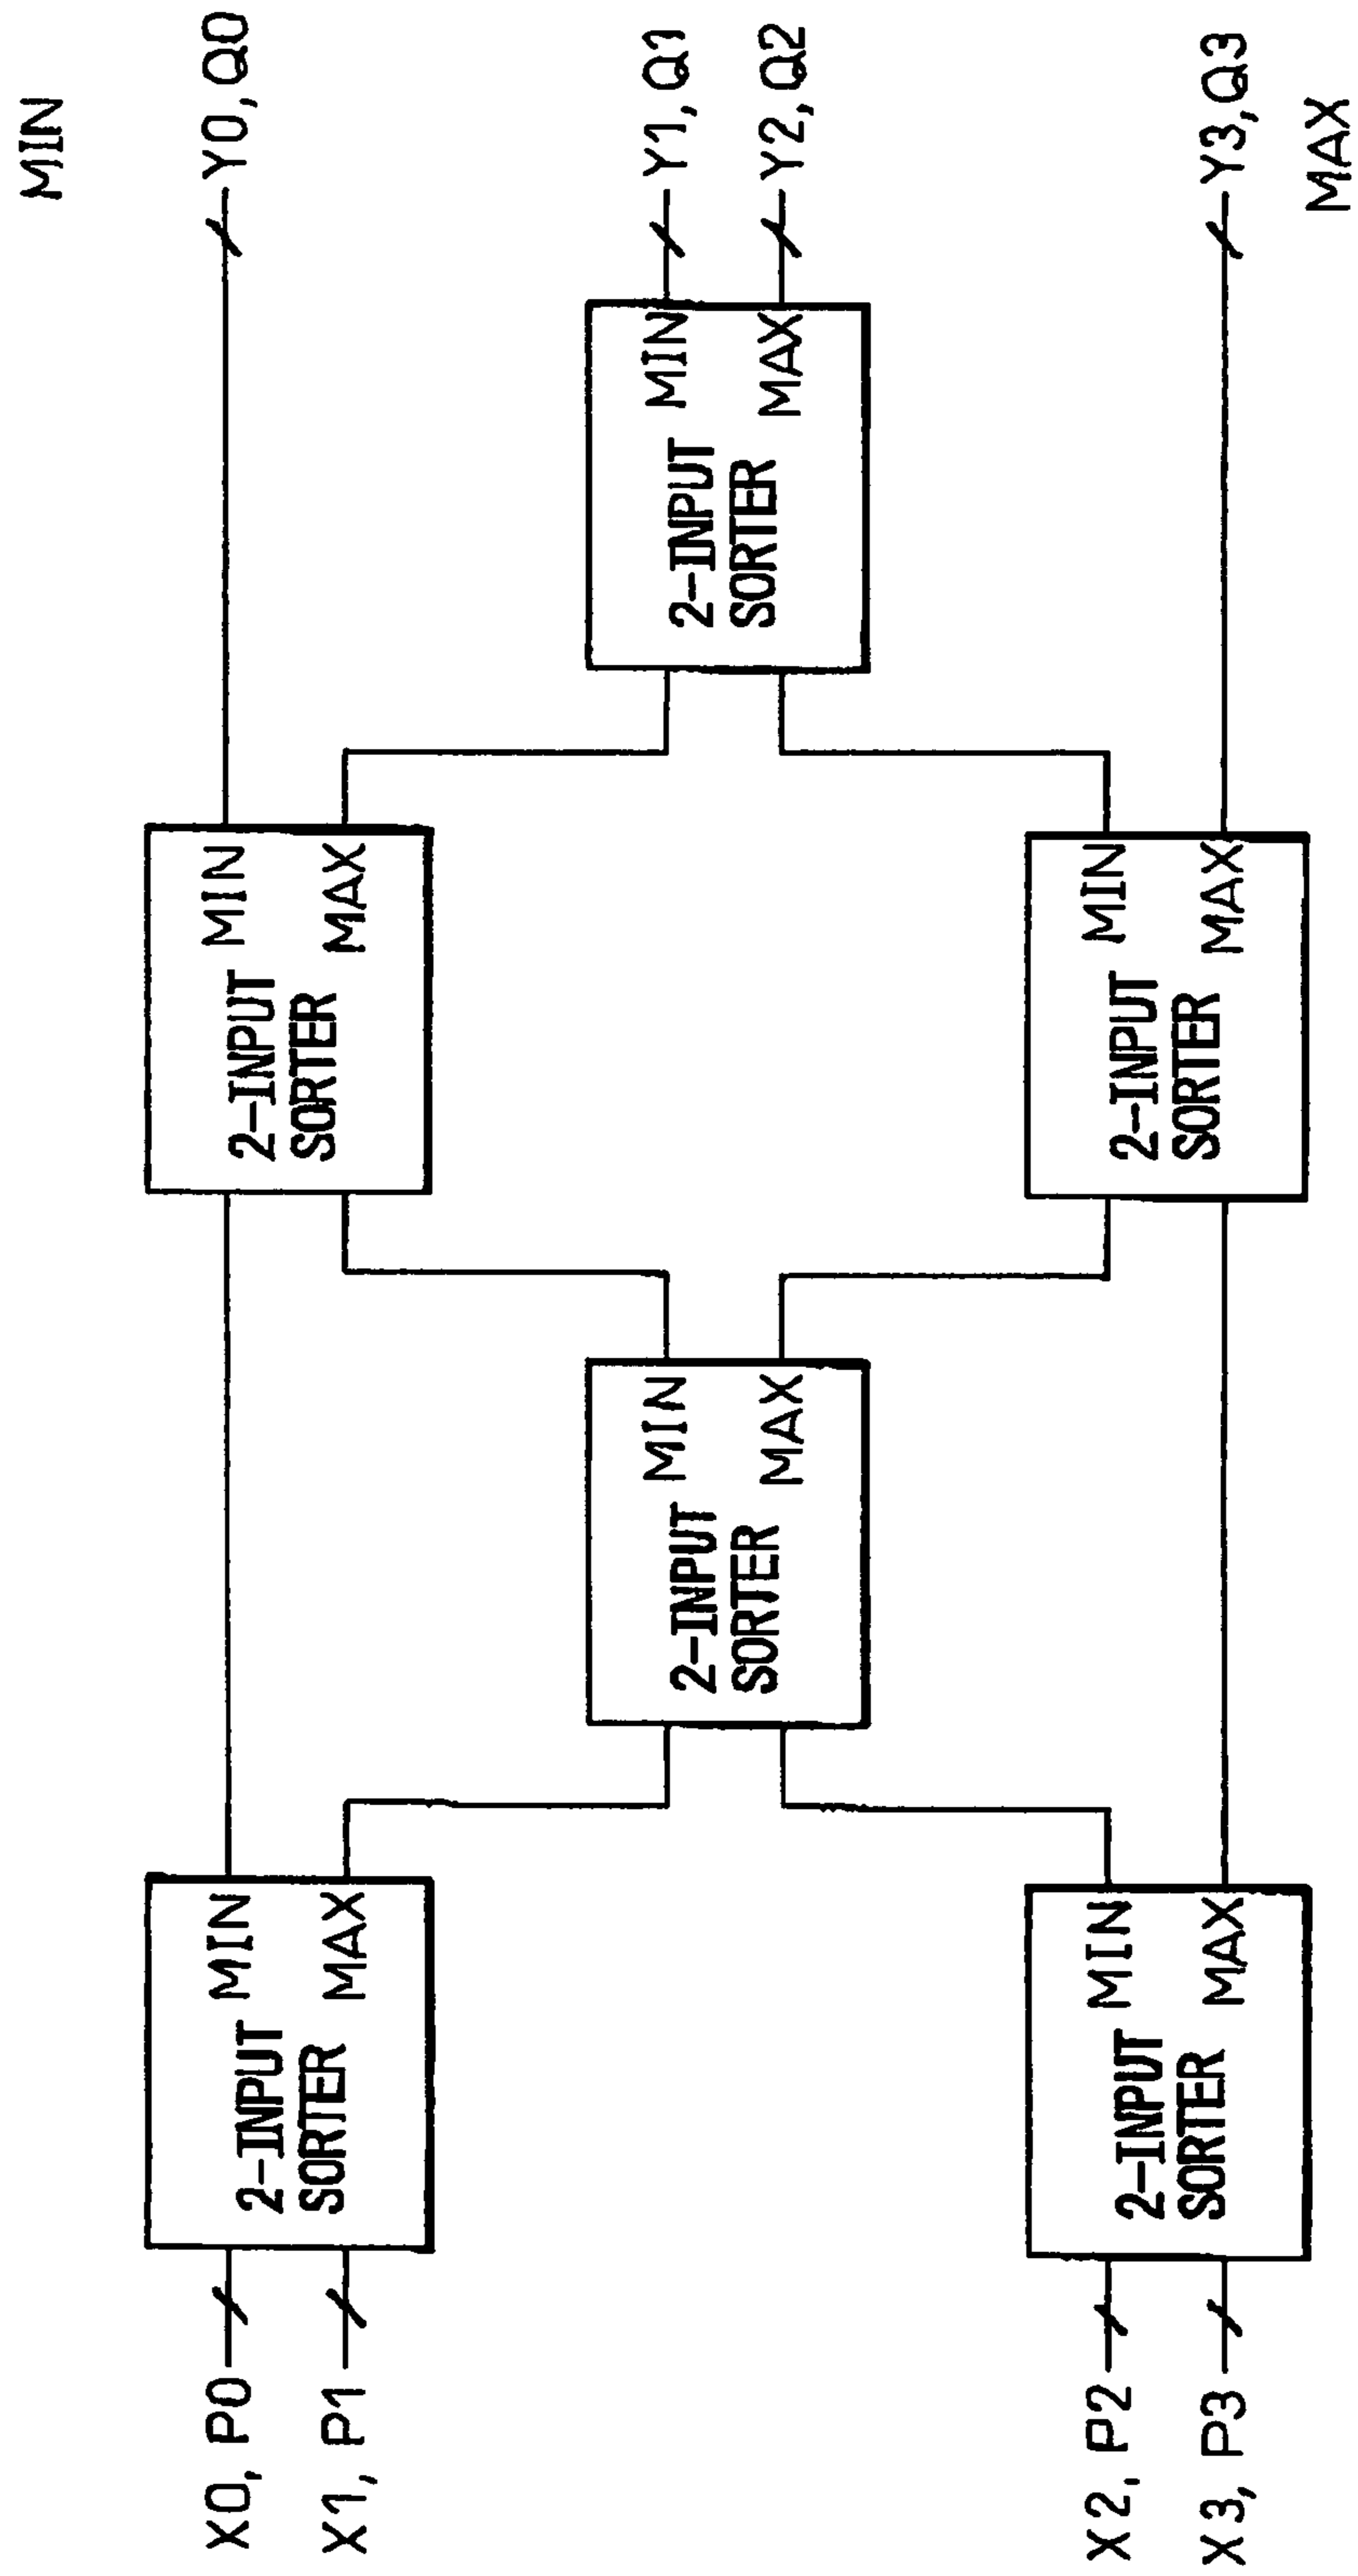 MIN
X0, P0
2-INPUT
SORTER
MIN
MAX
2-INPUT
SORTER
MIN
MAX
Y0, Q0
X1, P1
2-INPUT
SORTER
MIN
MAX
2-INPUT
SORTER
MIN
MAX
Y1, Q1
Y2, Q2
X2, P2
2-INPUT
SORTER
MIN
MAX
2-INPUT
SORTER
MIN
MAX
Y3, Q3
X3, P3
MAX